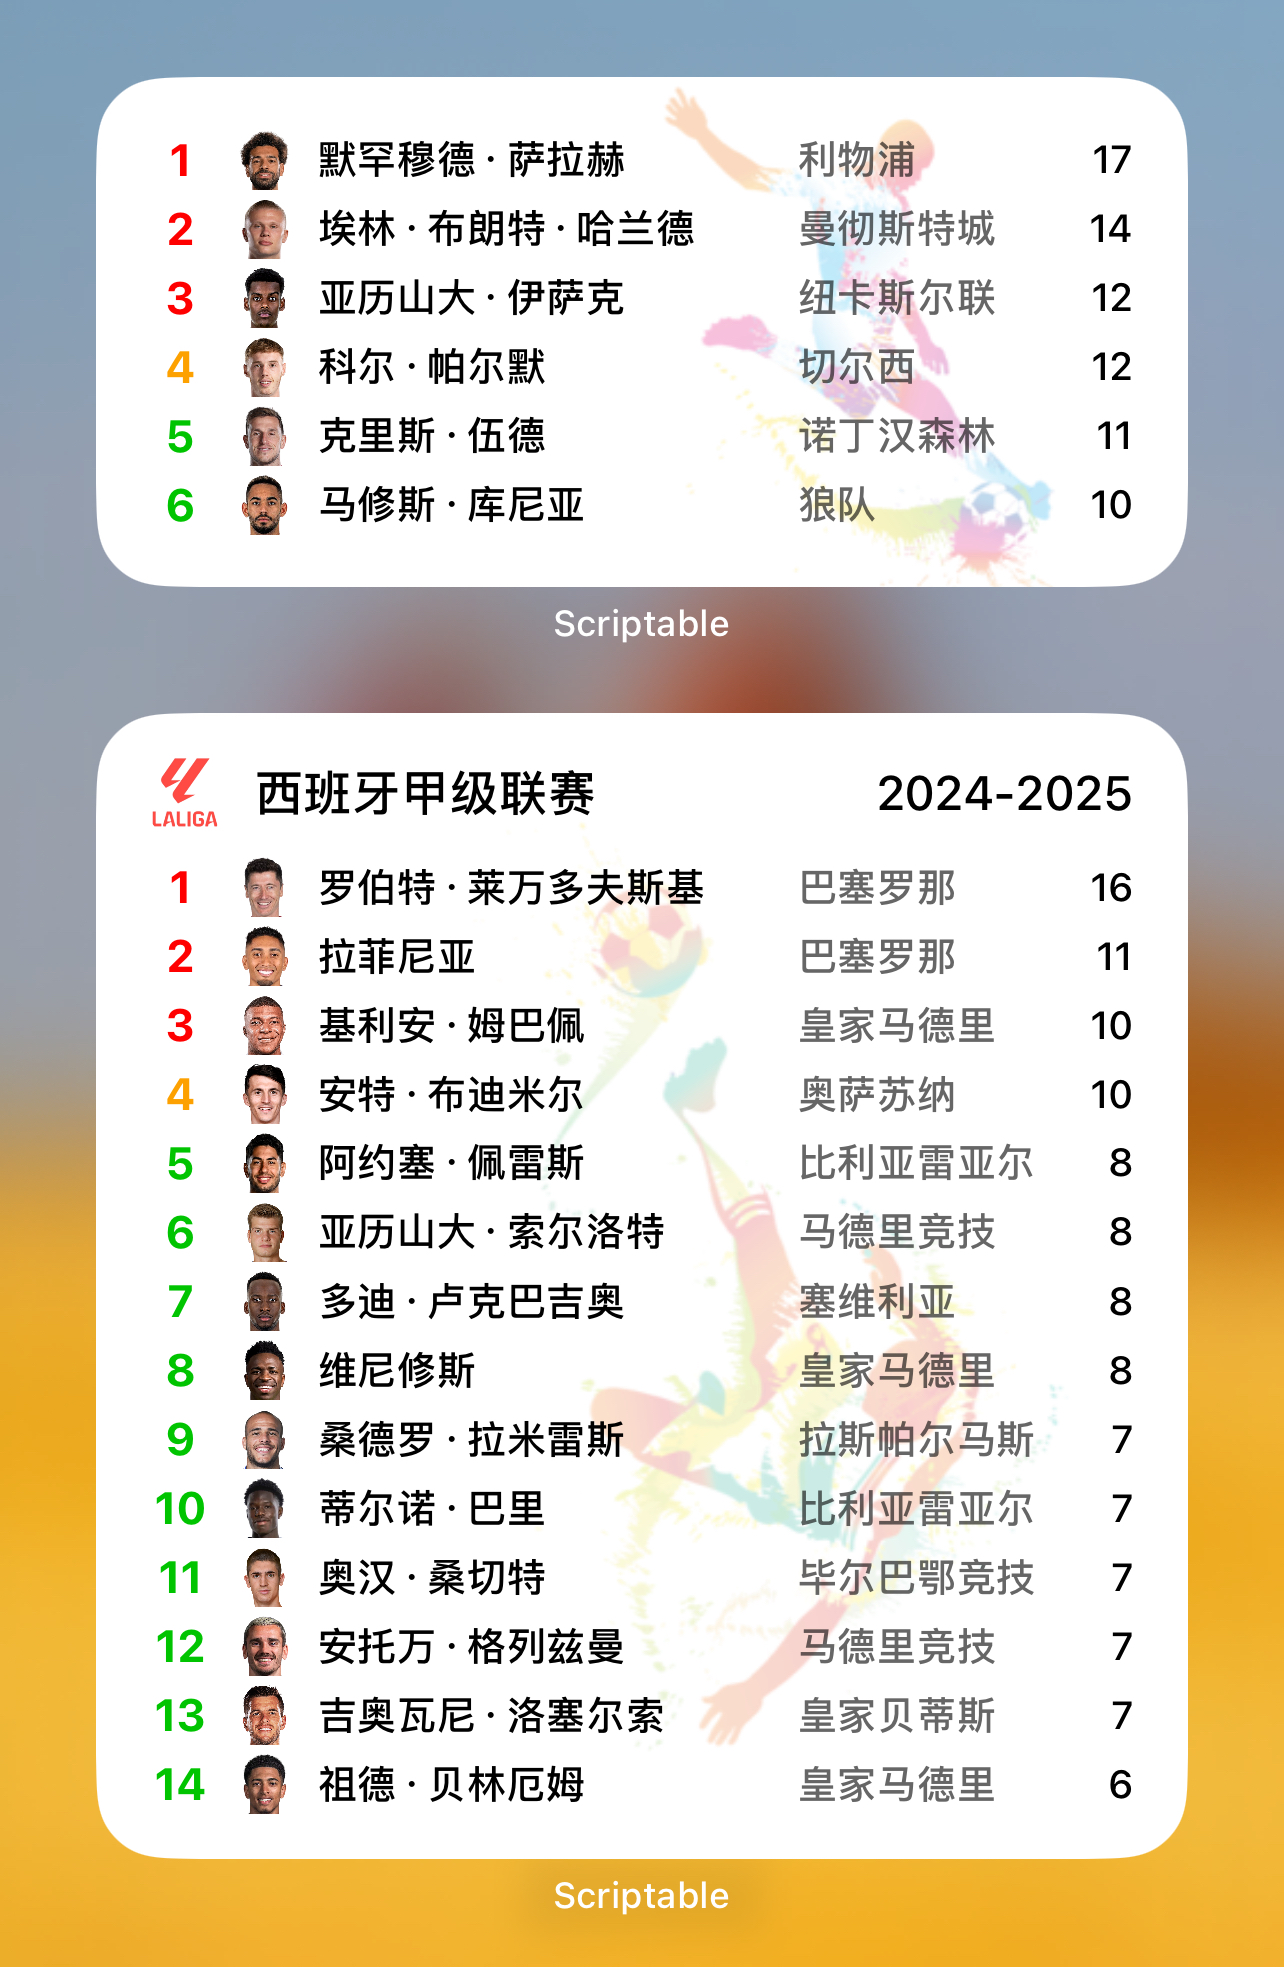 1 默罕穆德·萨拉赫 利物浦 17
2 埃林·布朗特·哈兰德 曼彻斯特城 14
3 亚历山大·伊萨克 纽卡斯尔联 12
4 科尔·帕尔默 切尔西 12
5 克里斯·伍德 诺丁汉森林 11
6 马修斯·库尼亚 狼队 10
Scriptable
LALIGA 西班牙甲级联赛 2024-2025
1 罗伯特·莱万多夫斯基 巴塞罗那 16
2 拉菲尼亚 巴塞罗那 11
3 基利安·姆巴佩 皇家马德里 10
4 安特·布迪米尔 奥萨苏纳 10
5 阿约塞·佩雷斯 比利亚雷亚尔 8
6 亚历山大·索尔洛特 马德里竞技 8
7 多迪·卢克巴吉奥 塞维利亚 8
8 维尼修斯 皇家马德里 8
9 桑德罗·拉米雷斯 拉斯帕尔马斯 7
10 蒂尔诺·巴里 比利亚雷亚尔 7
11 奥汉·桑切特 毕尔巴鄂竞技 7
12 安托万·格列兹曼 马德里竞技 7
13 吉奥瓦尼·洛塞尔索 皇家贝蒂斯 7
14 祖德·贝林厄姆 皇家马德里 6
Scriptable